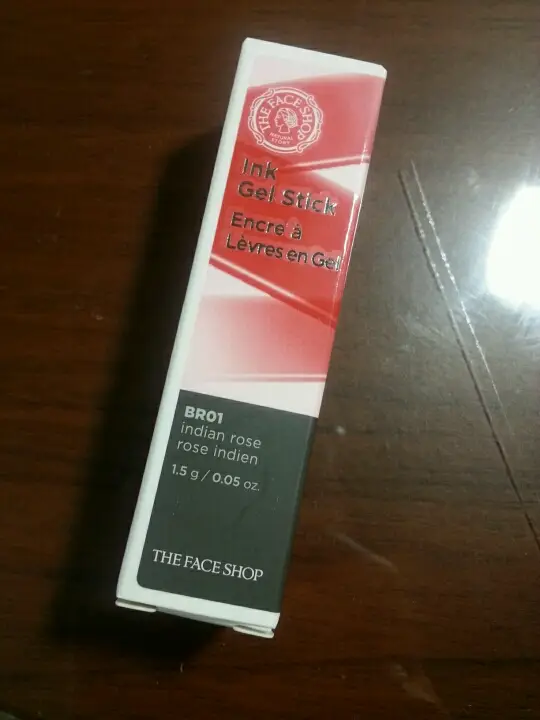 THE FACE SHOP
NATURAL
STORY
Ink
Gel Stick
Encre à
Lèvres en Gel
BR01
indian rose
rose indien
1.5 g / 0.05 oz.
THE FACE SHOP